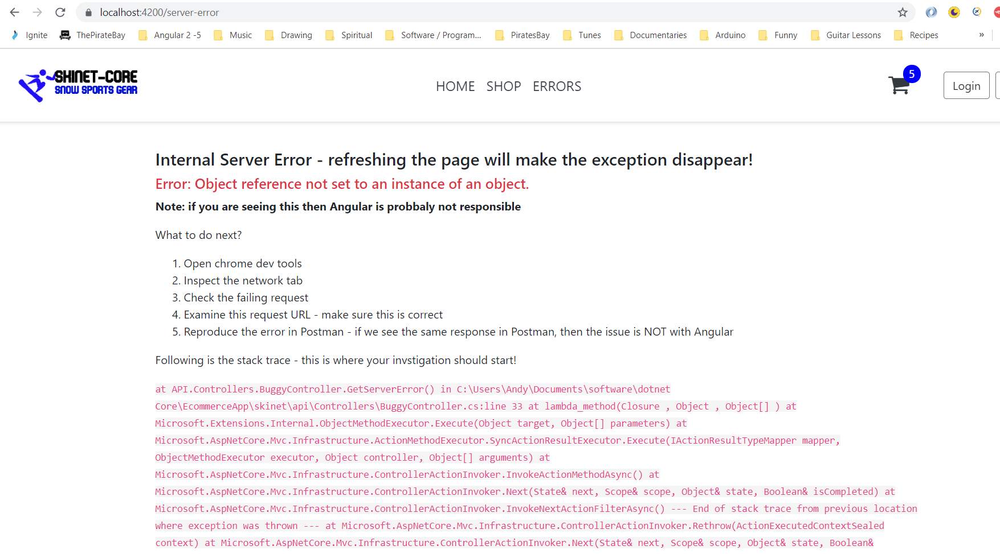 localhost:4200/server-error
Ignite ThePirateBay Angular 2 -5 Music Drawing Spiritual Software / Program... PiratesBay Tunes Documentaries Arduino Funny Guitar Lessons Recipes »
SKINET-CORE
SNOW SPORTS GEAR
HOME SHOP ERRORS
5
Login
Internal Server Error - refreshing the page will make the exception disappear!
Error: Object reference not set to an instance of an object.
Note: if you are seeing this then Angular is probbaly not responsible
What to do next?
1. Open chrome dev tools
2. Inspect the network tab
3. Check the failing request
4. Examine this request URL - make sure this is correct
5. Reproduce the error in Postman - if we see the same response in Postman, then the issue is NOT with Angular
Following is the stack trace - this is where your invstigation should start!
at API.Controllers.BuggyController.GetServerError() in C:\Users\Andy\Documents\software\dotnet
Core\EcommerceApp\skinet\api\Controllers\BuggyController.cs:line 33 at lambda_method(Closure , Object , Object[] ) at
Microsoft.Extensions.Internal.ObjectMethodExecutor.Execute(Object target, Object[] parameters) at
Microsoft.AspNetCore.Mvc.Infrastructure.ActionMethodExecutor.SyncActionResultExecutor.Execute(IActionResultTypeMapper mapper,
ObjectMethodExecutor executor, Object controller, Object[] arguments) at
Microsoft.AspNetCore.Mvc.Infrastructure.ControllerActionInvoker.InvokeActionMethodAsync() at
Microsoft.AspNetCore.Mvc.Infrastructure.ControllerActionInvoker.Next(State& next, Scope& scope, Object& state, Boolean& isCompleted) at
Microsoft.AspNetCore.Mvc.Infrastructure.ControllerActionInvoker.InvokeNextActionFilterAsync() --- End of stack trace from previous location
where exception was thrown --- at Microsoft.AspNetCore.Mvc.Infrastructure.ControllerActionInvoker.Rethrow(ActionExecutedContextSealed
context) at Microsoft.AspNetCore.Mvc.Infrastructure.ControllerActionInvoker.Next(State& next, Scope& scope, Object& state, Boolean&